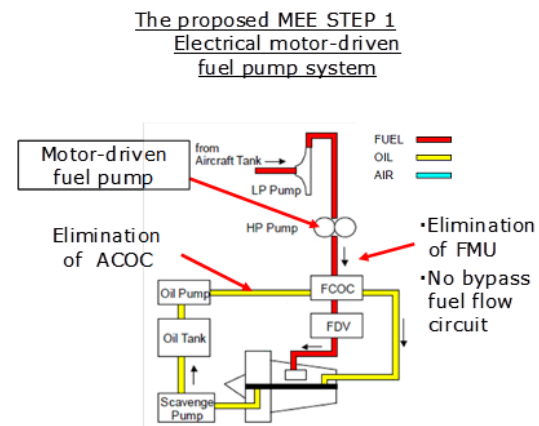 The proposed MEE STEP 1
Electrical motor-driven
fuel pump system
from
Aircraft Tank
FUEL
OIL
AIR
Motor-driven
fuel pump
LP Pump
HP Pump
Elimination
of ACOC
・Elimination
of FMU
・No bypass
fuel flow
circuit
Oil Pump
FCOC
FDV
Oil Tank
Scavenge
Pump